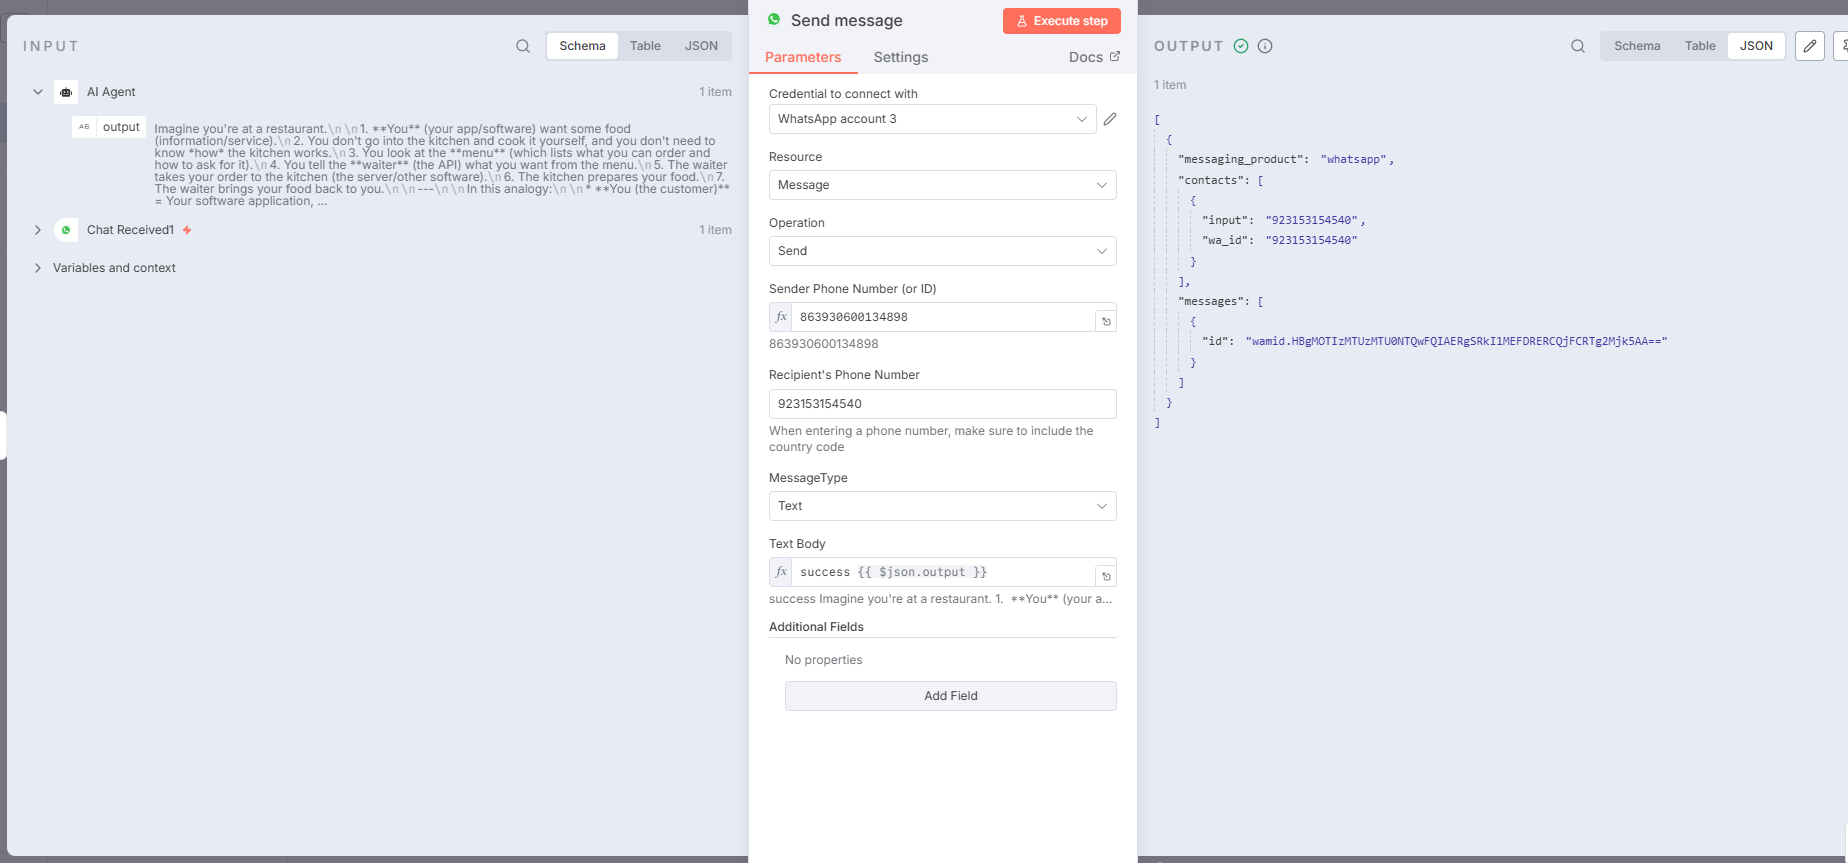 INPUT
Schema
Table
JSON
AI Agent
1 item
AB
output
Imagine you're at a restaurant.\n\n1. **You** (your app/software) want some food
(information/service).\n2. You don't go into the kitchen and cook it yourself, and you don't need to
know *how* the kitchen works.\n3. You look at the **menu** (which lists what you can order and
how to ask for it).\n4. You tell the **waiter** (the API) what you want from the menu.\n5. The waiter
takes your order to the kitchen (the server/other software).\n6. The kitchen prepares your food.\n7.
The waiter brings your food back to you.\n\n---\n\nIn this analogy:\n\n* **You (the customer)**
= Your software application, ...
Chat Received1
1 item
Variables and context
Send message
Execute step
Parameters
Settings
Docs
Credential to connect with
WhatsApp account 3
Resource
Message
Operation
Send
Sender Phone Number (or ID)
fx
863930600134898
863930600134898
Recipient's Phone Number
923153154540
When entering a phone number, make sure to include the
country code
MessageType
Text
Text Body
fx
success {{ $json.output }}
success Imagine you're at a restaurant. 1. **You** (your a...
Additional Fields
No properties
Add Field
OUTPUT
Schema
Table
JSON
1 item
[
{
"messaging_product": "whatsapp",
"contacts": [
{
"input": "923153154540",
"wa_id": "923153154540"
}
],
"messages": [
{
"id": "wamid.HBgMOTIzMTUzMTU0NTQwFQIAERgSRkI1MEFDRERCQjFCRTg2Mjk5AA=="
}
]
}
]